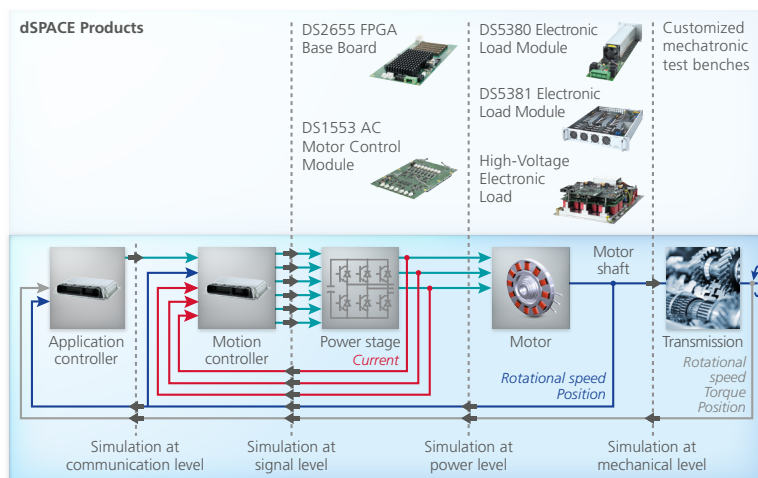 dSPACE Products
DS2655 FPGA
Base Board
DS1553 AC
Motor Control
Module
DS5380 Electronic
Load Module
DS5381 Electronic
Load Module
High-Voltage
Electronic
Load
Customized
mechatronic
test benches
Motor
shaft
Application
controller
Motion
controller
Power stage
Current
Motor
Transmission
Rotational speed
Position
Rotational
speed
Torque
Position
Simulation at
communication level
Simulation at
signal level
Simulation at
power level
Simulation at
mechanical level